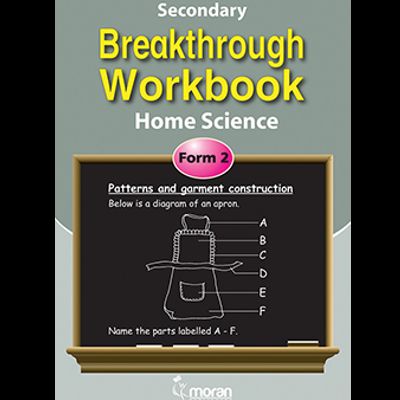 Secondary
Breakthrough
Workbook
Home Science
Form 2
Patterns and garment construction
Below is a diagram of an apron.
A
B
C
D
E
F
Name the parts labelled A - F.
moran